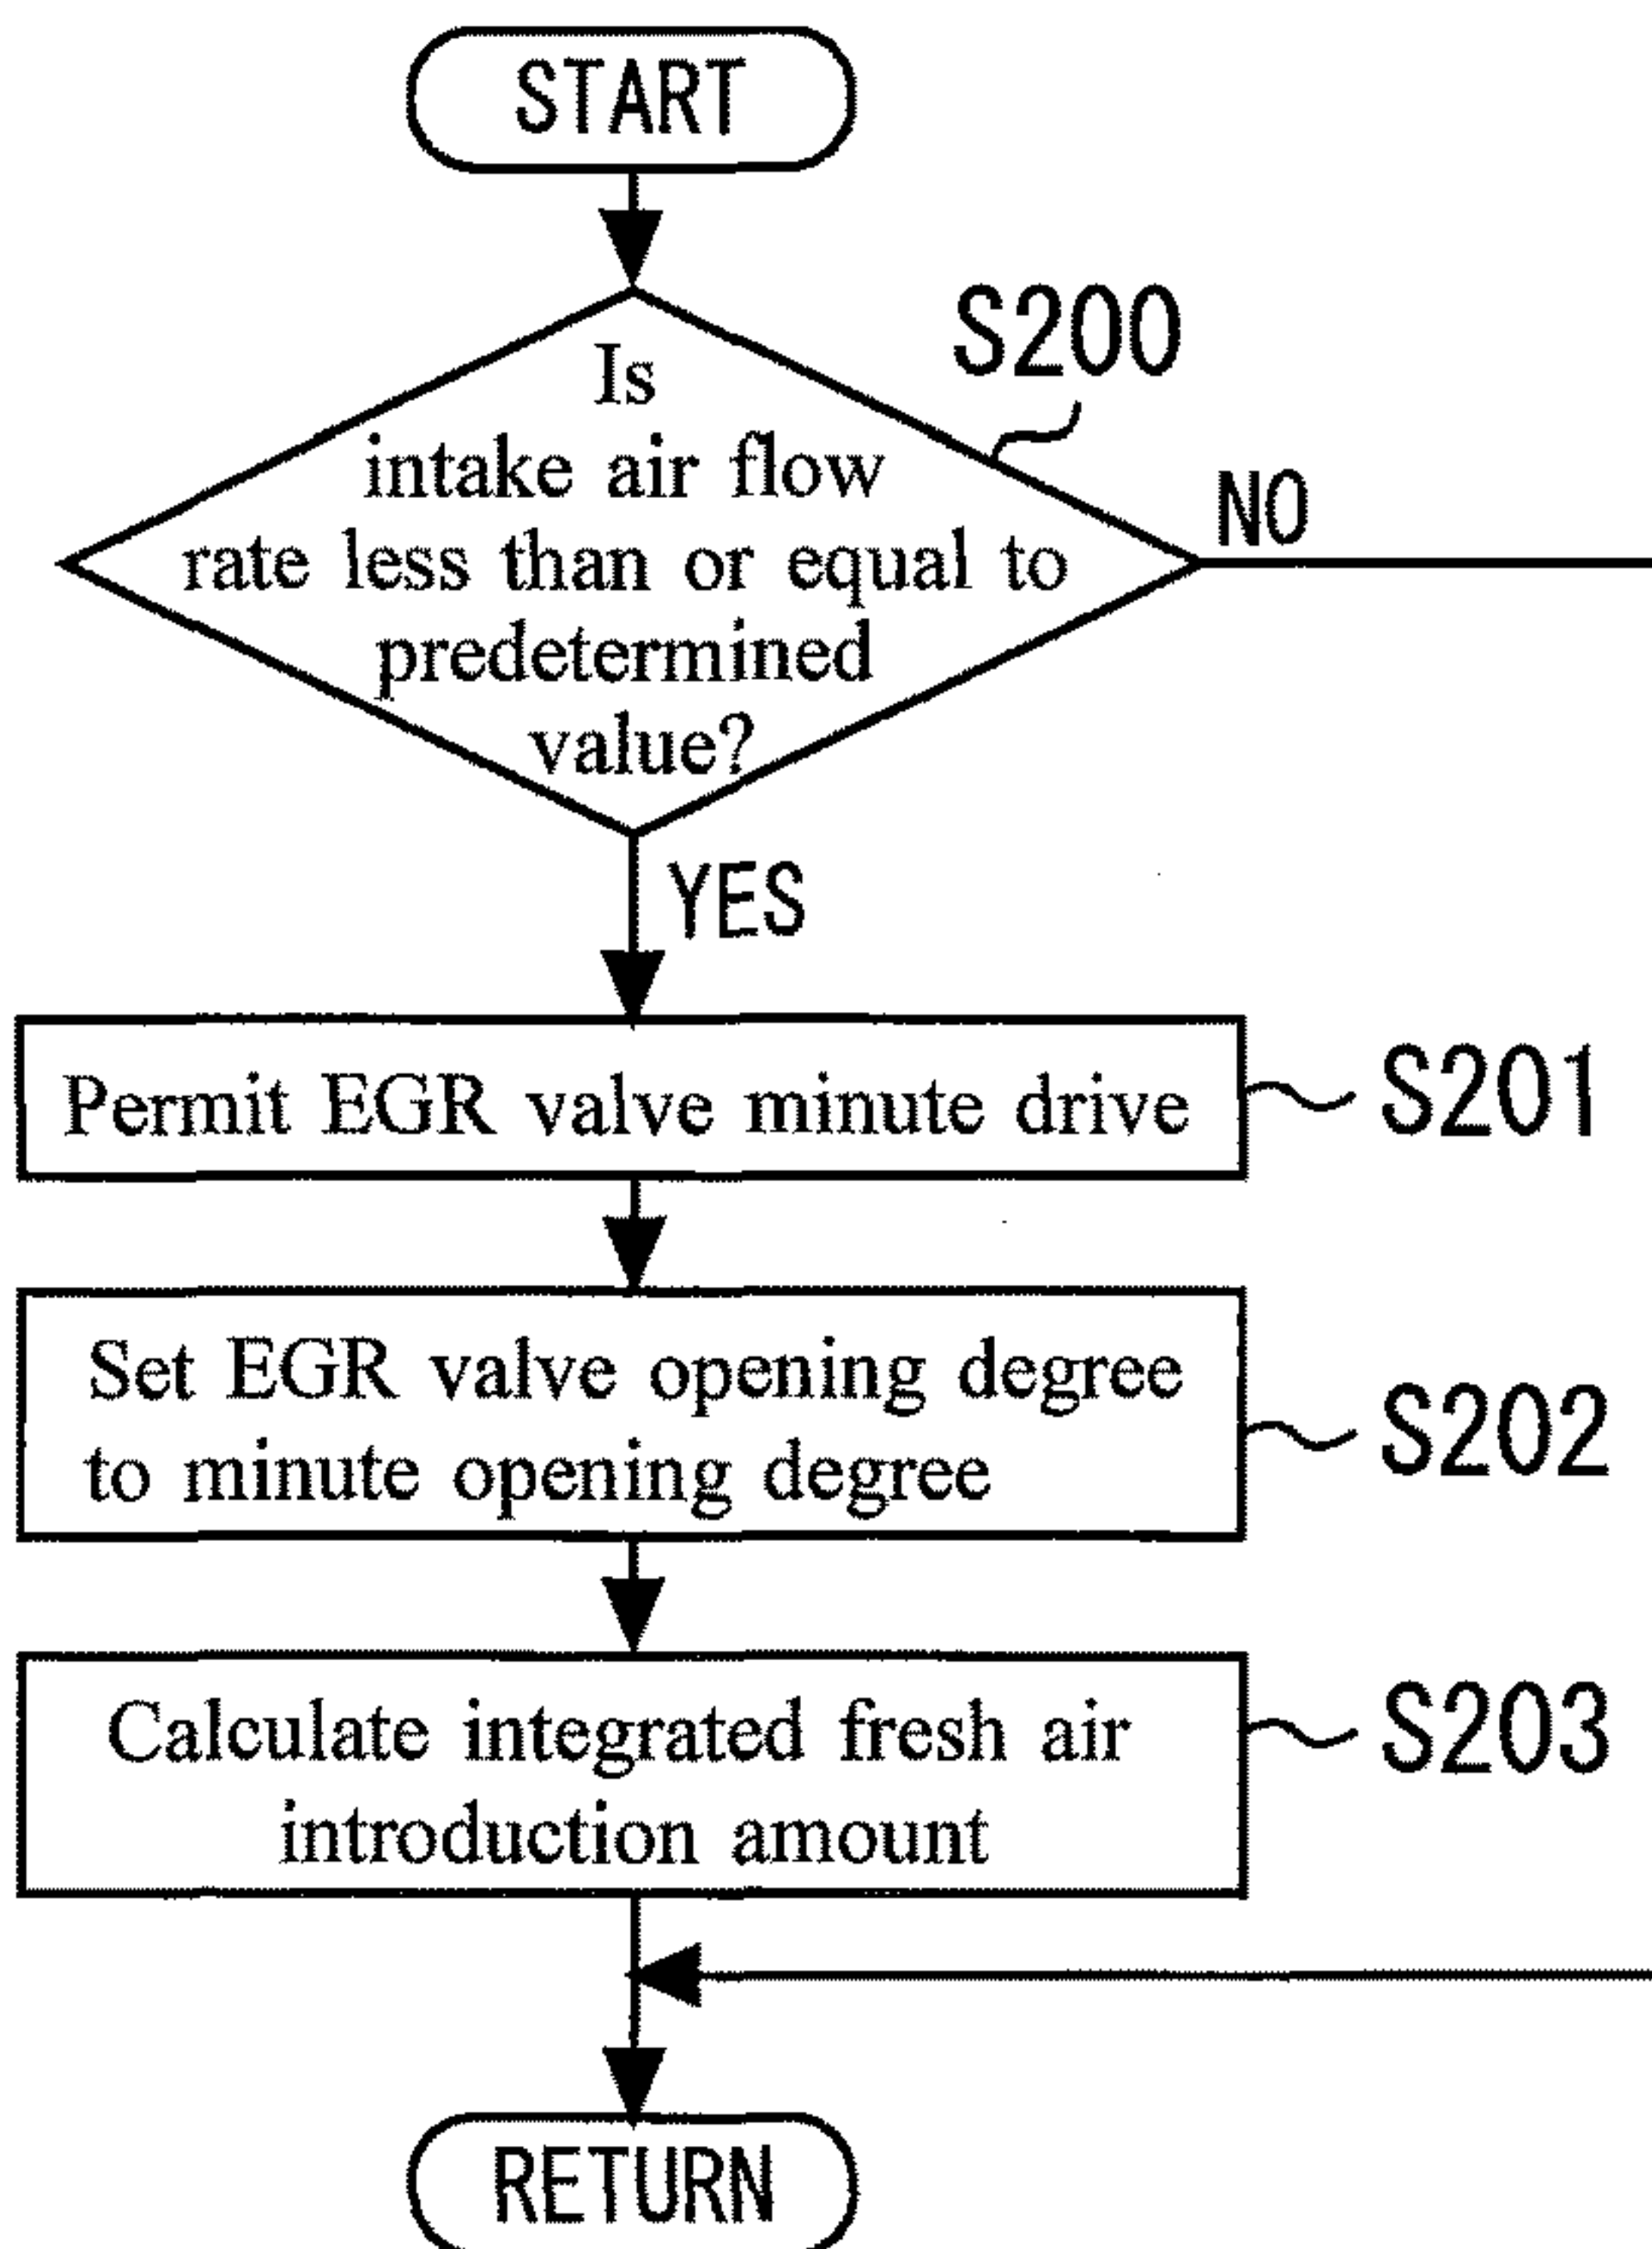 START
S200
Is
intake air flow
rate less than or equal to
predetermined
value?
NO
YES
Permit EGR valve minute drive
S201
Set EGR valve opening degree
to minute opening degree
S202
Calculate integrated fresh air
introduction amount
S203
RETURN